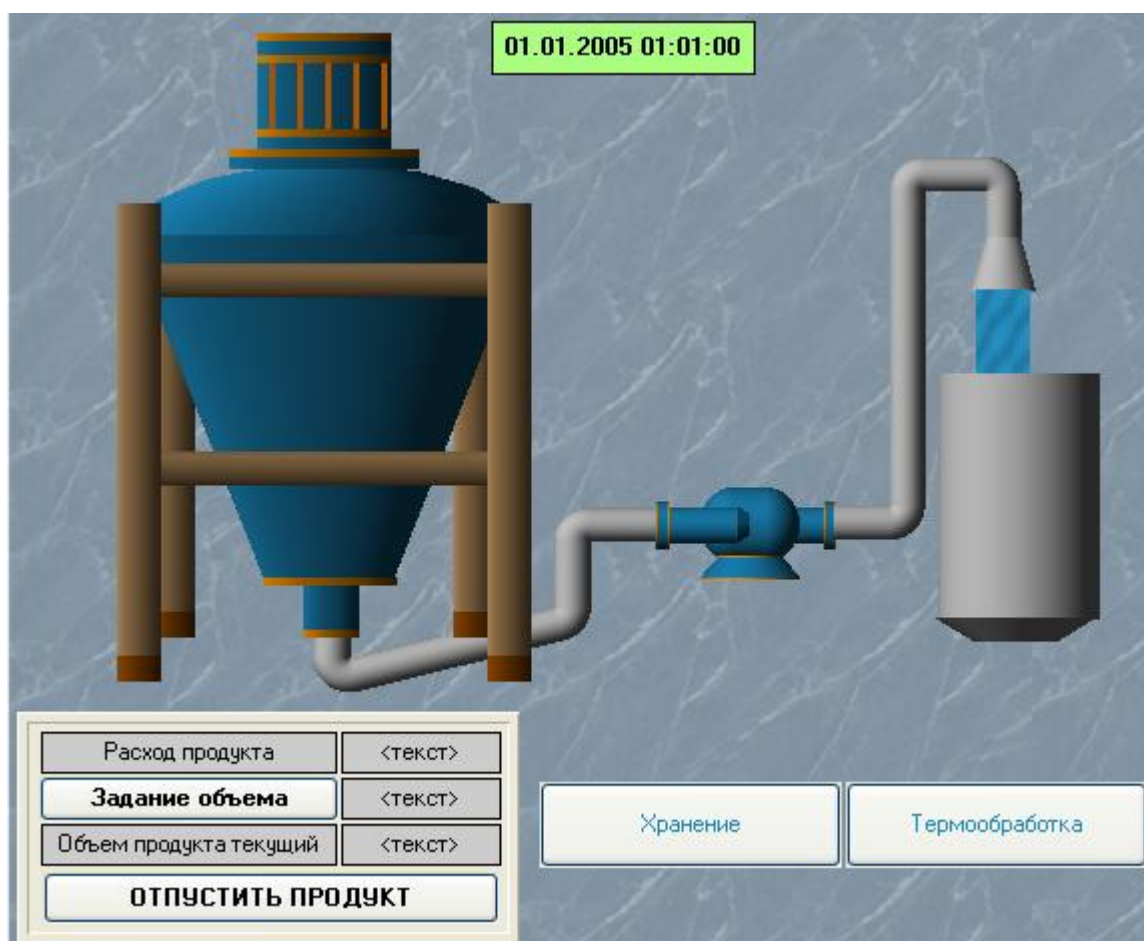 01.01.2005 01:01:00
Расход продукта <текст>
Задание объема <текст>
Объем продукта текущий <текст>
ОТПУСТИТЬ ПРОДУКТ
Хранение
Термообработка